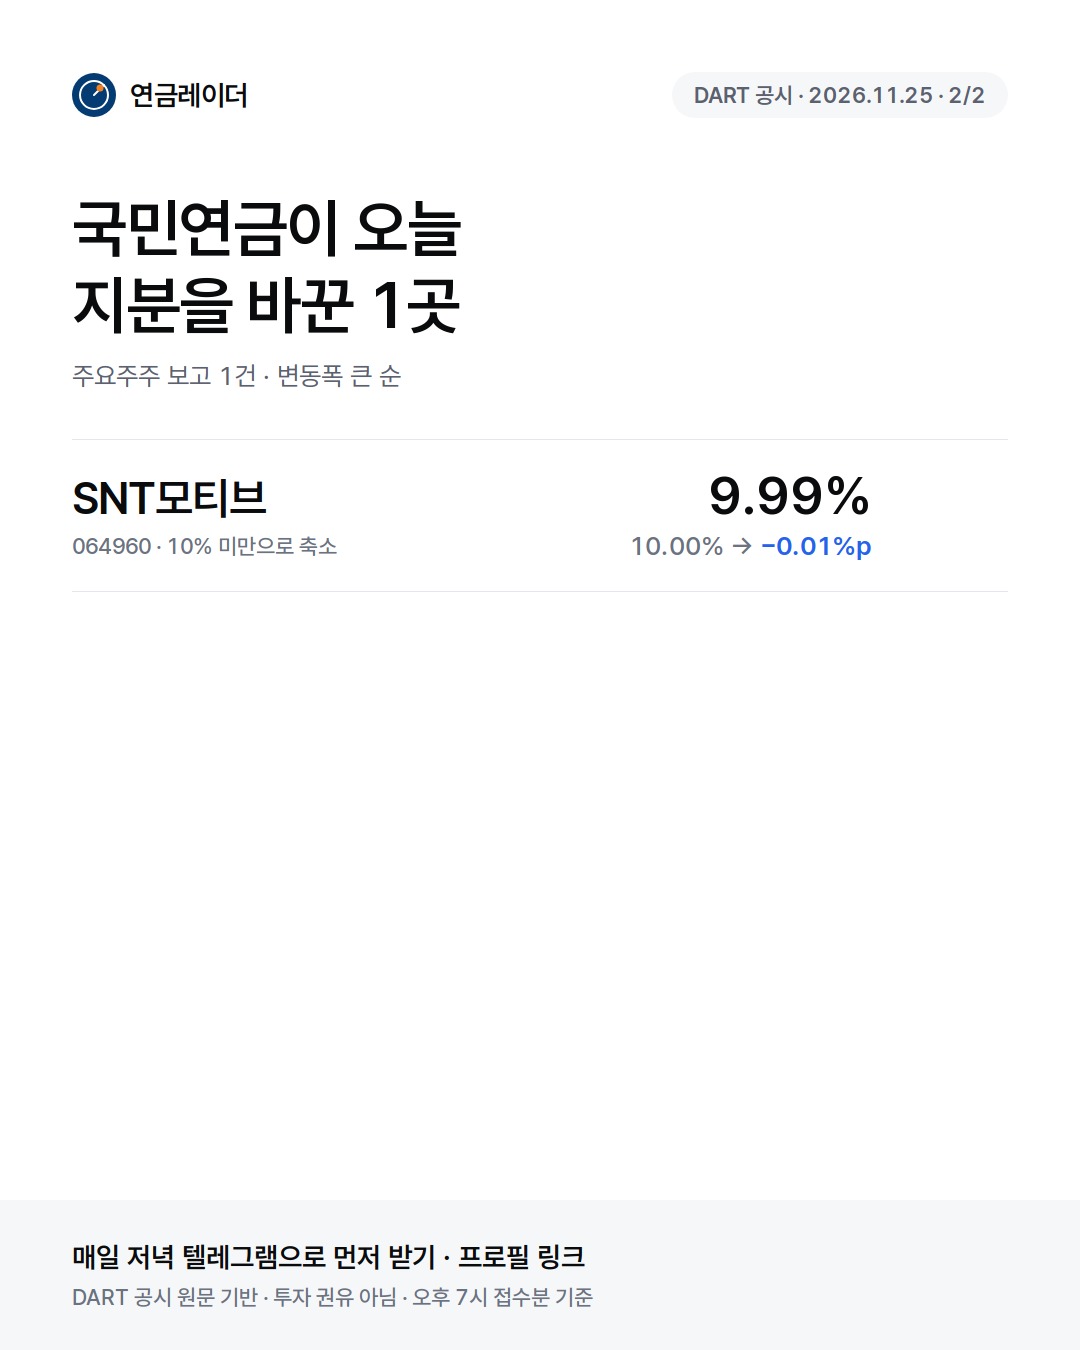 연금레이더
DART 공시 · 2026.11.25 · 2/2
국민연금이 오늘
지분을 바꾼 1곳
주요주주 보고 1건 · 변동폭 큰 순
SNT모티브
9.99%
064960 · 10% 미만으로 축소
10.00% → −0.01%p
매일 저녁 텔레그램으로 먼저 받기 · 프로필 링크
DART 공시 원문 기반 · 투자 권유 아님 · 오후 7시 접수분 기준